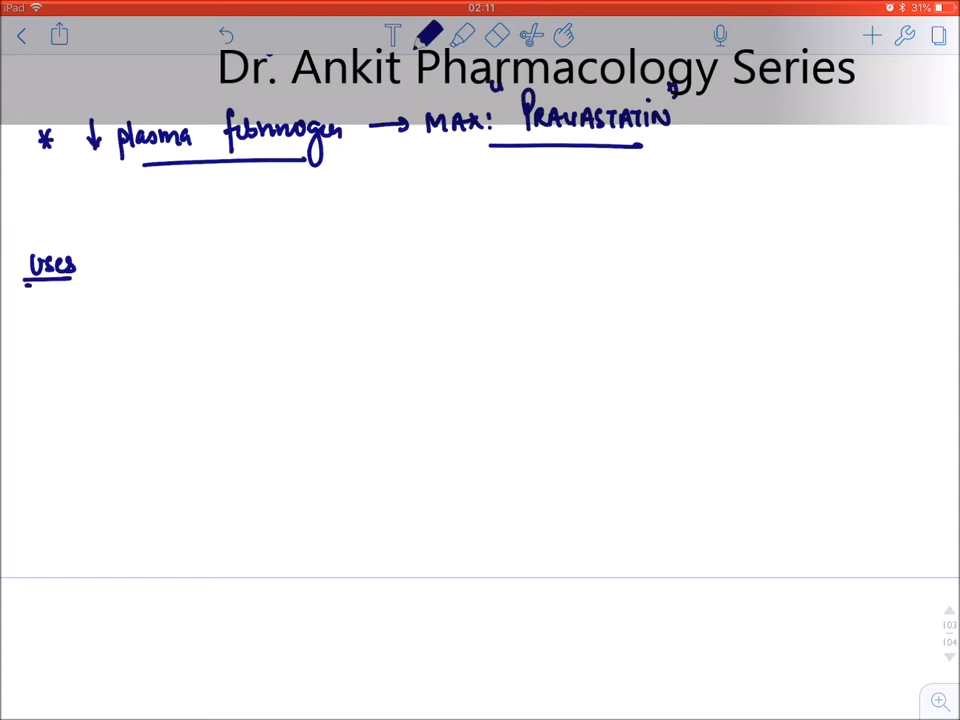 iPad 02:11 31%
T
Dr. Ankit Pharmacology Series
* ↓ plasma fibrinogen → MAX: "PRAVASTATIN"
Uses
103
104